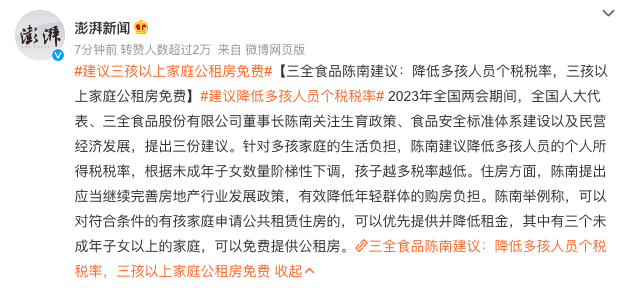 澎湃
澎湃新闻
7分钟前 转赞人数超过2万 来自 微博网页版
#建议三孩以上家庭公租房免费#【三全食品陈南建议：降低多孩人员个税税率，三孩以
上家庭公租房免费】#建议降低多孩人员个税税率# 2023年全国两会期间，全国人大代
表、三全食品股份有限公司董事长陈南关注生育政策、食品安全标准体系建设以及民营
经济发展，提出三份建议。针对多孩家庭的生活负担，陈南建议降低多孩人员的个人所
得税税率，根据未成年子女数量阶梯性下调，孩子越多税率越低。住房方面，陈南提出
应当继续完善房地产行业发展政策，有效降低年轻群体的购房负担。陈南举例称，可以
对符合条件的有孩家庭申请公共租赁住房的，可以优先提供并降低租金，其中有三个未
成年子女以上的家庭，可以免费提供公租房。三全食品陈南建议：降低多孩人员个税
税率，三孩以上家庭公租房免费 收起